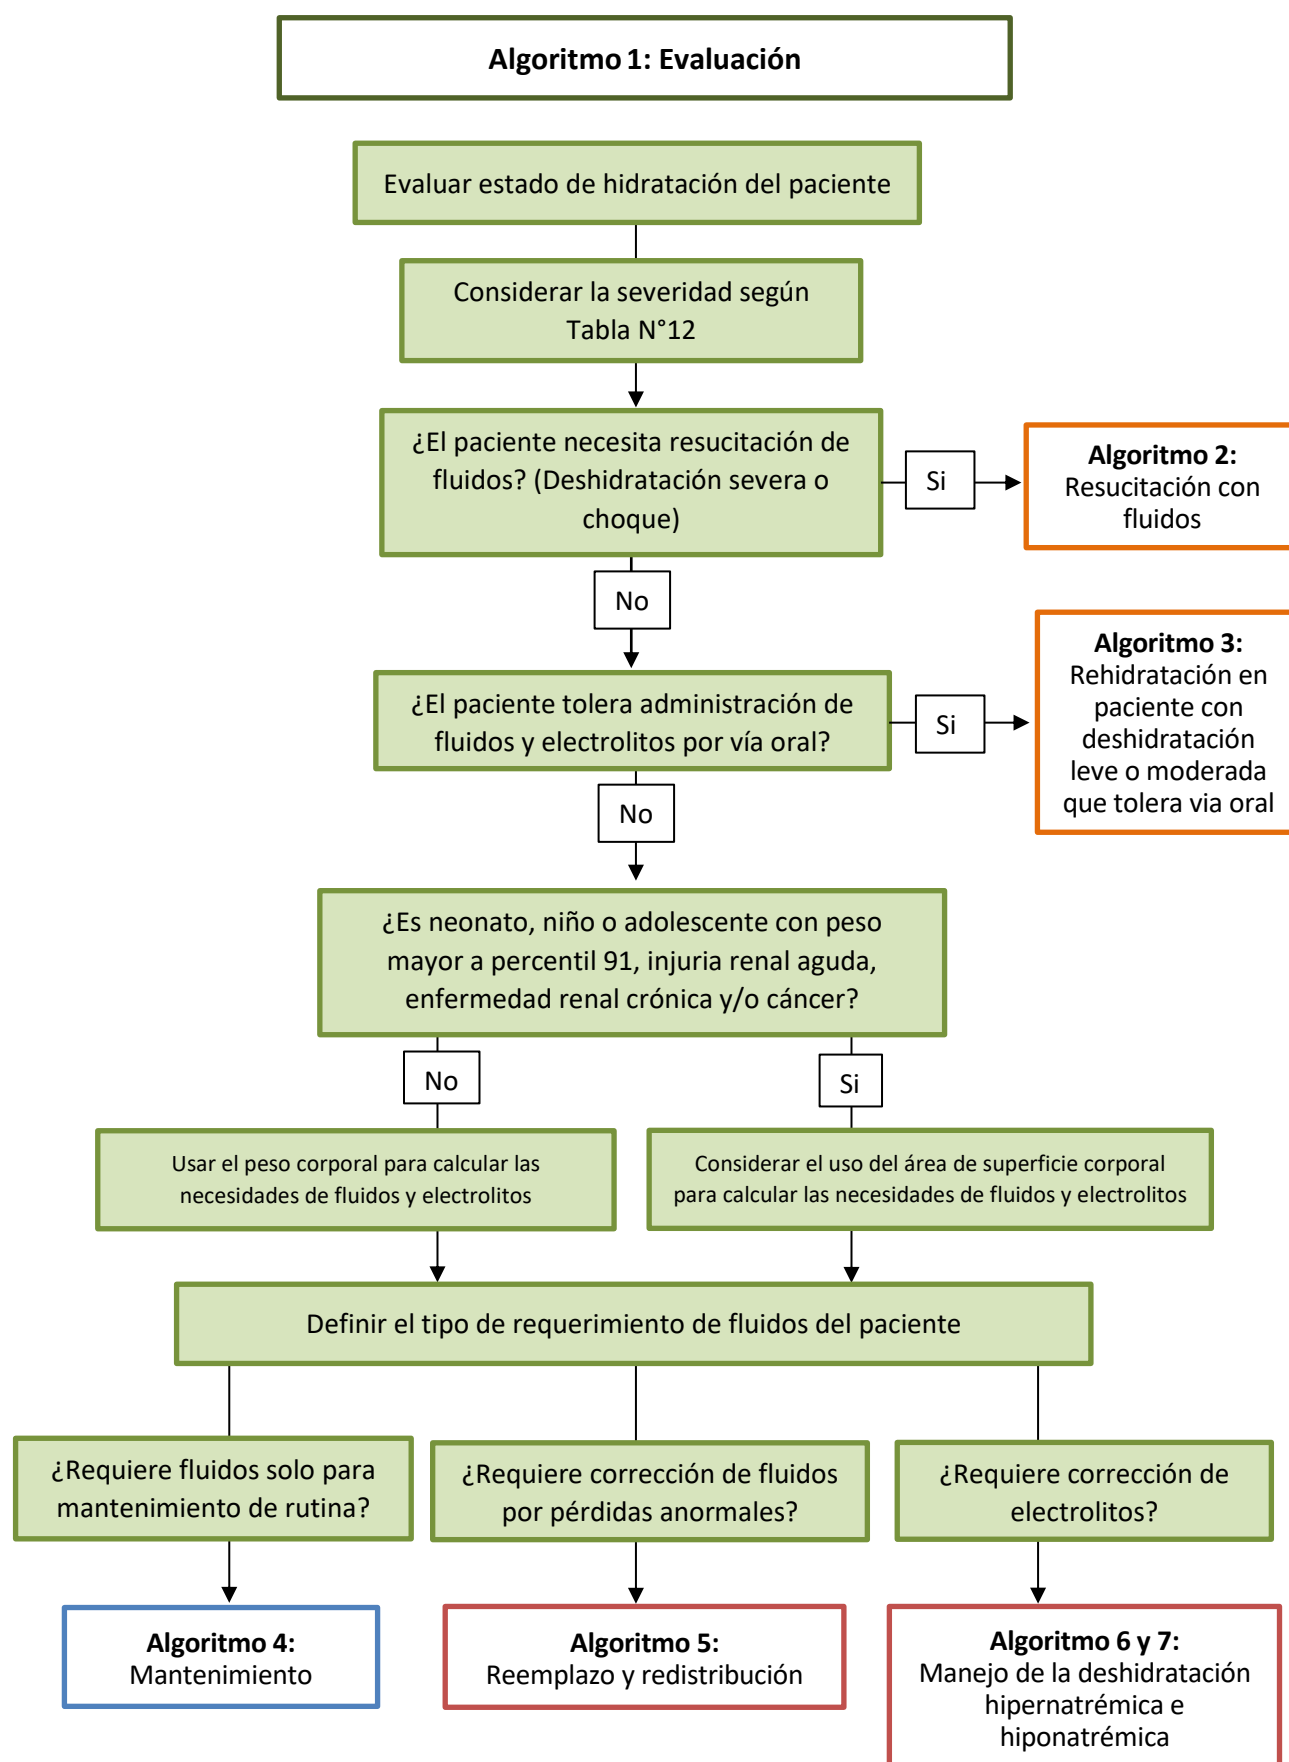 Algoritmo 1: Evaluación
Evaluar estado de hidratación del paciente
Considerar la severidad según
Tabla N°12
¿El paciente necesita resucitación de
fluidos? (Deshidratación severa o
choque)
Si
Algoritmo 2:
Resucitación con
fluidos
No
¿El paciente tolera administración de
fluidos y electrolitos por vía oral?
Si
Algoritmo 3:
Rehidratación en
paciente con
deshidratación
leve o moderada
que tolera via oral
No
¿Es neonato, niño o adolescente con peso
mayor a percentil 91, injuria renal aguda,
enfermedad renal crónica y/o cáncer?
No
Si
Usar el peso corporal para calcular las
necesidades de fluidos y electrolitos
Considerar el uso del área de superficie corporal
para calcular las necesidades de fluidos y electrolitos
Definir el tipo de requerimiento de fluidos del paciente
¿Requiere fluidos solo para
mantenimiento de rutina?
¿Requiere corrección de fluidos
por pérdidas anormales?
¿Requiere corrección de
electrolitos?
Algoritmo 4:
Mantenimiento
Algoritmo 5:
Reemplazo y redistribución
Algoritmo 6 y 7:
Manejo de la deshidratación
hipernatrémica e
hiponatrémica